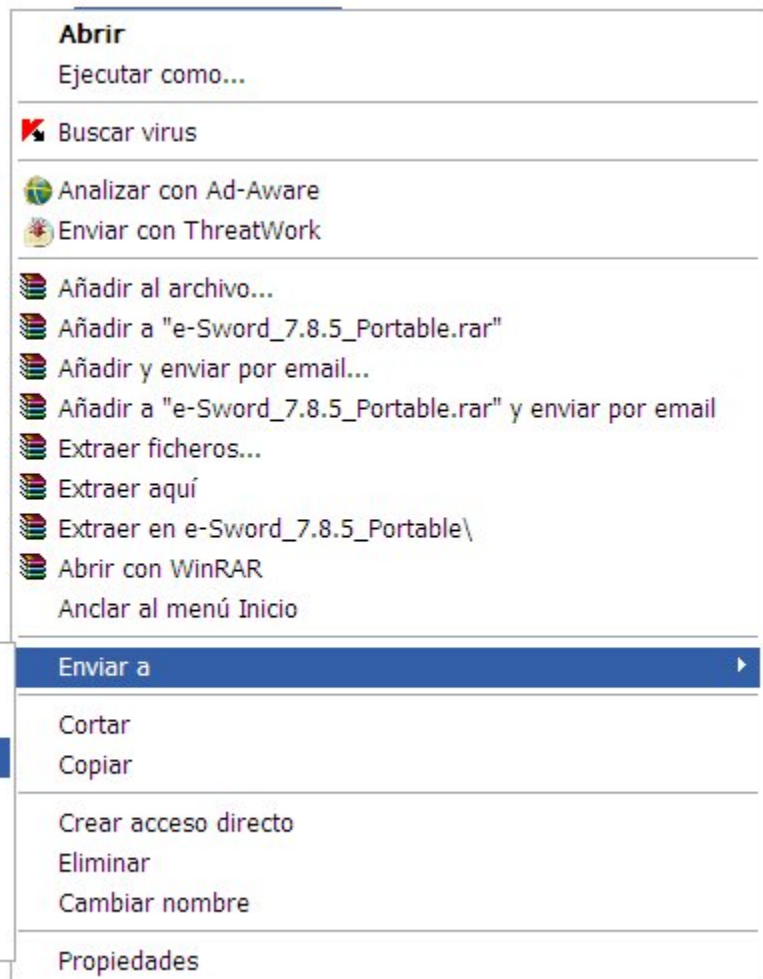 Abrir
Ejecutar como...
Buscar virus
Analizar con Ad-Aware
Enviar con ThreatWork
Añadir al archivo...
Añadir a "e-Sword_7.8.5_Portable.rar"
Añadir y enviar por email...
Añadir a "e-Sword_7.8.5_Portable.rar" y enviar por email
Extraer ficheros...
Extraer aquí
Extraer en e-Sword_7.8.5_Portable\
Abrir con WinRAR
Anclar al menú Inicio
Enviar a
Cortar
Copiar
Crear acceso directo
Eliminar
Cambiar nombre
Propiedades